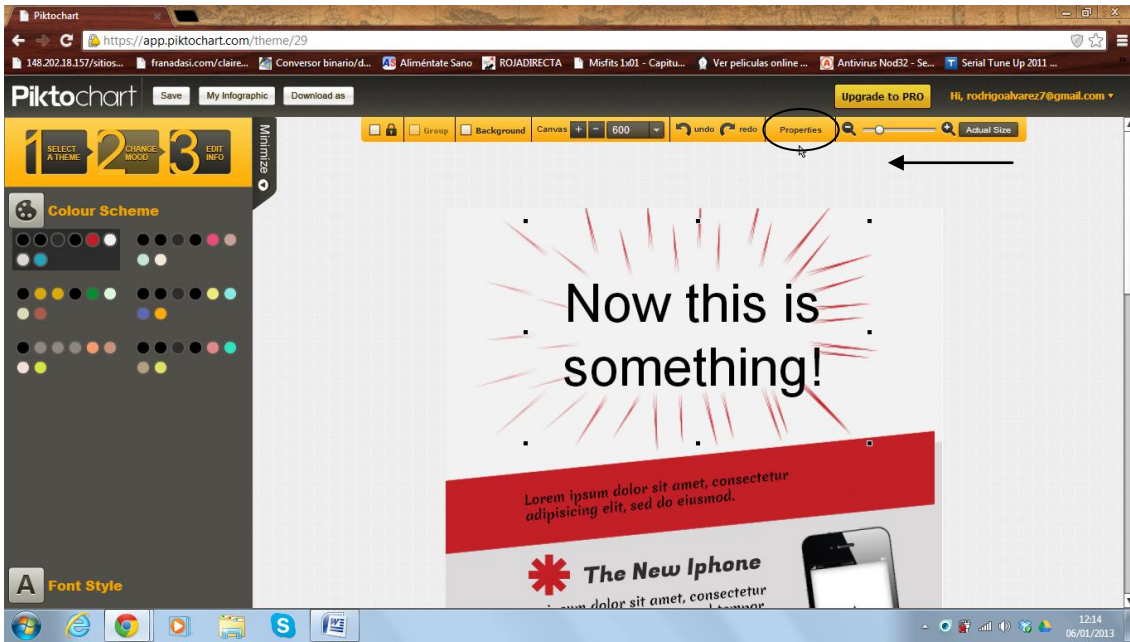 Piktochart
https://app.piktochart.com/theme/29
148.202.18.157/sitios... franadasi.com/claire... Conversor binario/d... AS Aliméntate Sano ROJADIRECTA Misfits 1x01 - Capitu... Ver peliculas online ... Antivirus Nod32 - Se... T Serial Tune Up 2011 ...
Piktochart Save My Infographic Download as Upgrade to PRO Hi, rodrigoalvarez7@gmail.com
Group Background Canvas + - 600 undo redo Properties Actual Size
1 SELECT A THEME 2 CHANGE MOOD 3 EDIT INFO
Minimize
Colour Scheme
Now this is
something!
Lorem ipsum dolor sit amet, consectetur
adipisicing elit, sed do eiusmod.
The New Iphone
dolor sit amet, consectetur
A Font Style
12:14
06/01/2013